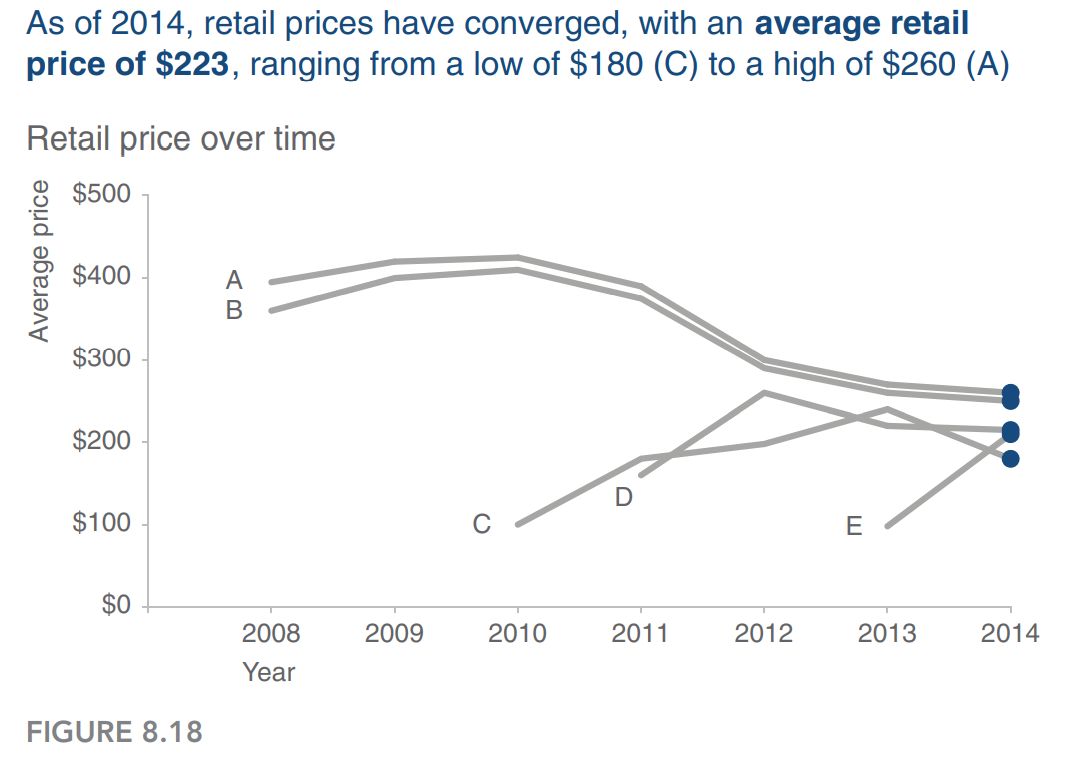 As of 2014, retail prices have converged, with an average retail
price of $223, ranging from a low of $180 (C) to a high of $260 (A)
Retail price over time
Average price
$500
$400
$300
$200
$100
$0
A
B
C
D
E
2008 2009 2010 2011 2012 2013 2014
Year
FIGURE 8.18